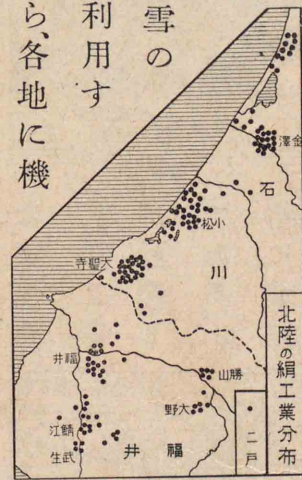 雪の
利用す
ら、各地に機
北陸の絹工業分布
• 二戸
金澤
石
小松
川
大聖寺
福井
勝山
大野
鯖江
武生
福
井